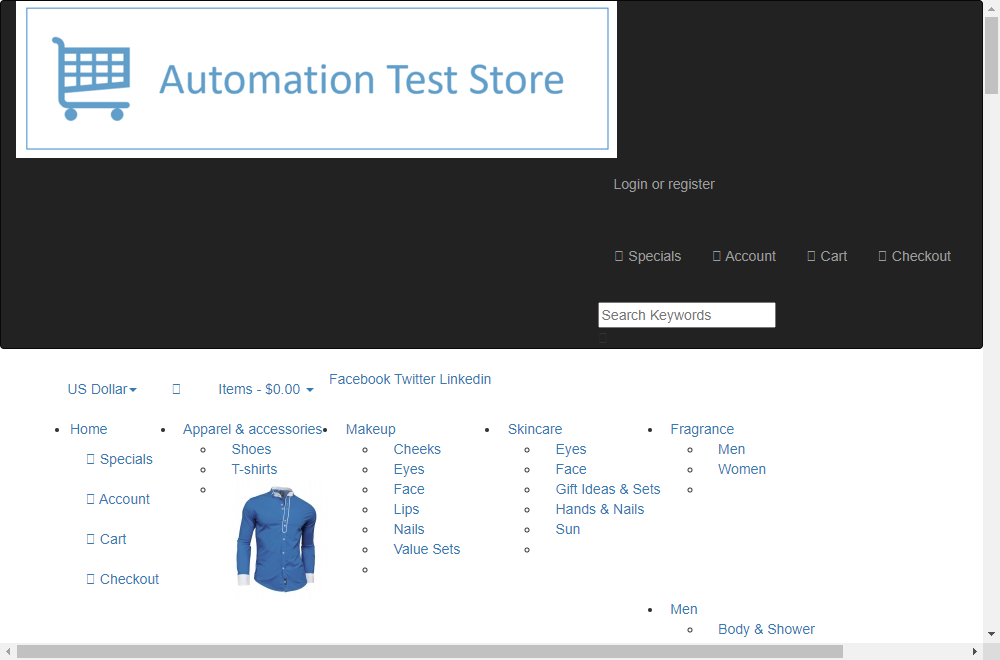 Automation Test Store
Login or register
Specials Account Cart Checkout
Search Keywords
US Dollar
Items - $0.00
Facebook Twitter Linkedin
Home
Specials
Account
Cart
Checkout
Apparel & accessories
Shoes
T-shirts
Makeup
Cheeks
Eyes
Face
Lips
Nails
Value Sets
Skincare
Eyes
Face
Gift Ideas & Sets
Hands & Nails
Sun
Fragrance
Men
Women
Men
Body & Shower